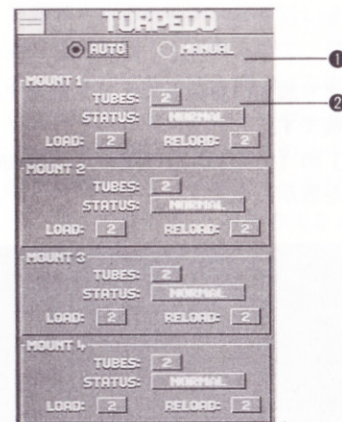 TORPEDO
AUTO MANUAL
1
MOUNT 1
TUBES: 2
2
STATUS: NORMAL
LOAD: 2 RELOAD: 2
MOUNT 2
TUBES: 2
STATUS: NORMAL
LOAD: 2 RELOAD: 2
MOUNT 3
TUBES: 2
STATUS: NORMAL
LOAD: 2 RELOAD: 2
MOUNT 4
TUBES: 2
STATUS: NORMAL
LOAD: 2 RELOAD: 2